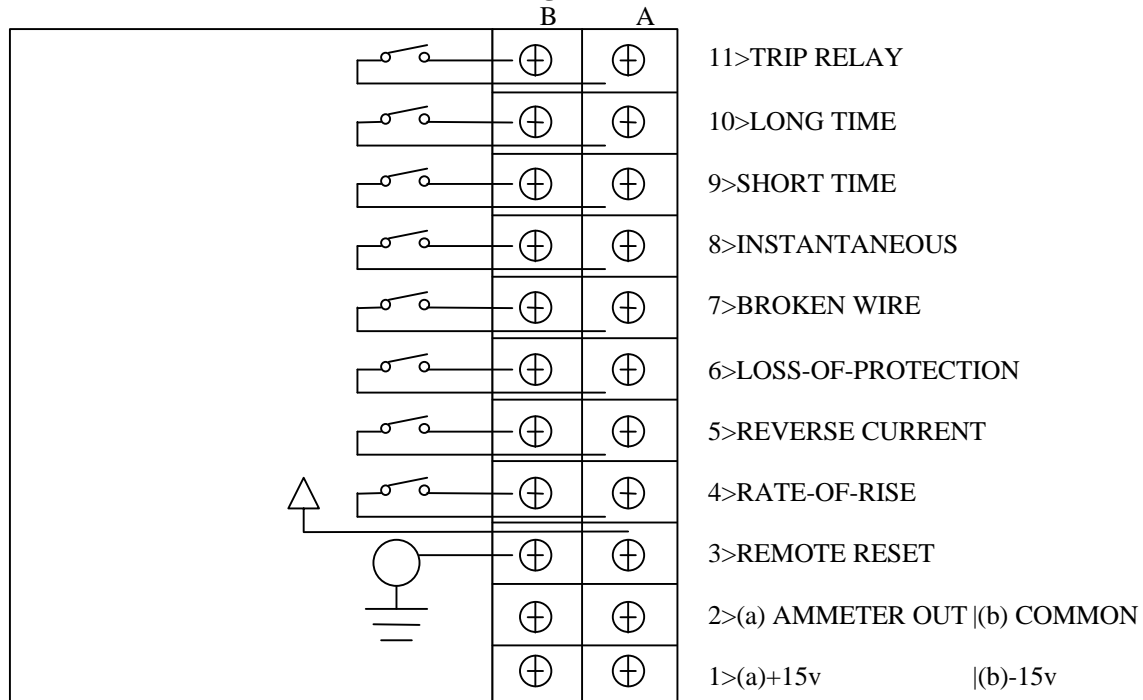 B A
11>TRIP RELAY
10>LONG TIME
9>SHORT TIME
8>INSTANTANEOUS
7>BROKEN WIRE
6>LOSS-OF-PROTECTION
5>REVERSE CURRENT
4>RATE-OF-RISE
3>REMOTE RESET
2>(a) AMMETER OUT |(b) COMMON
1>(a)+15v |(b)-15v